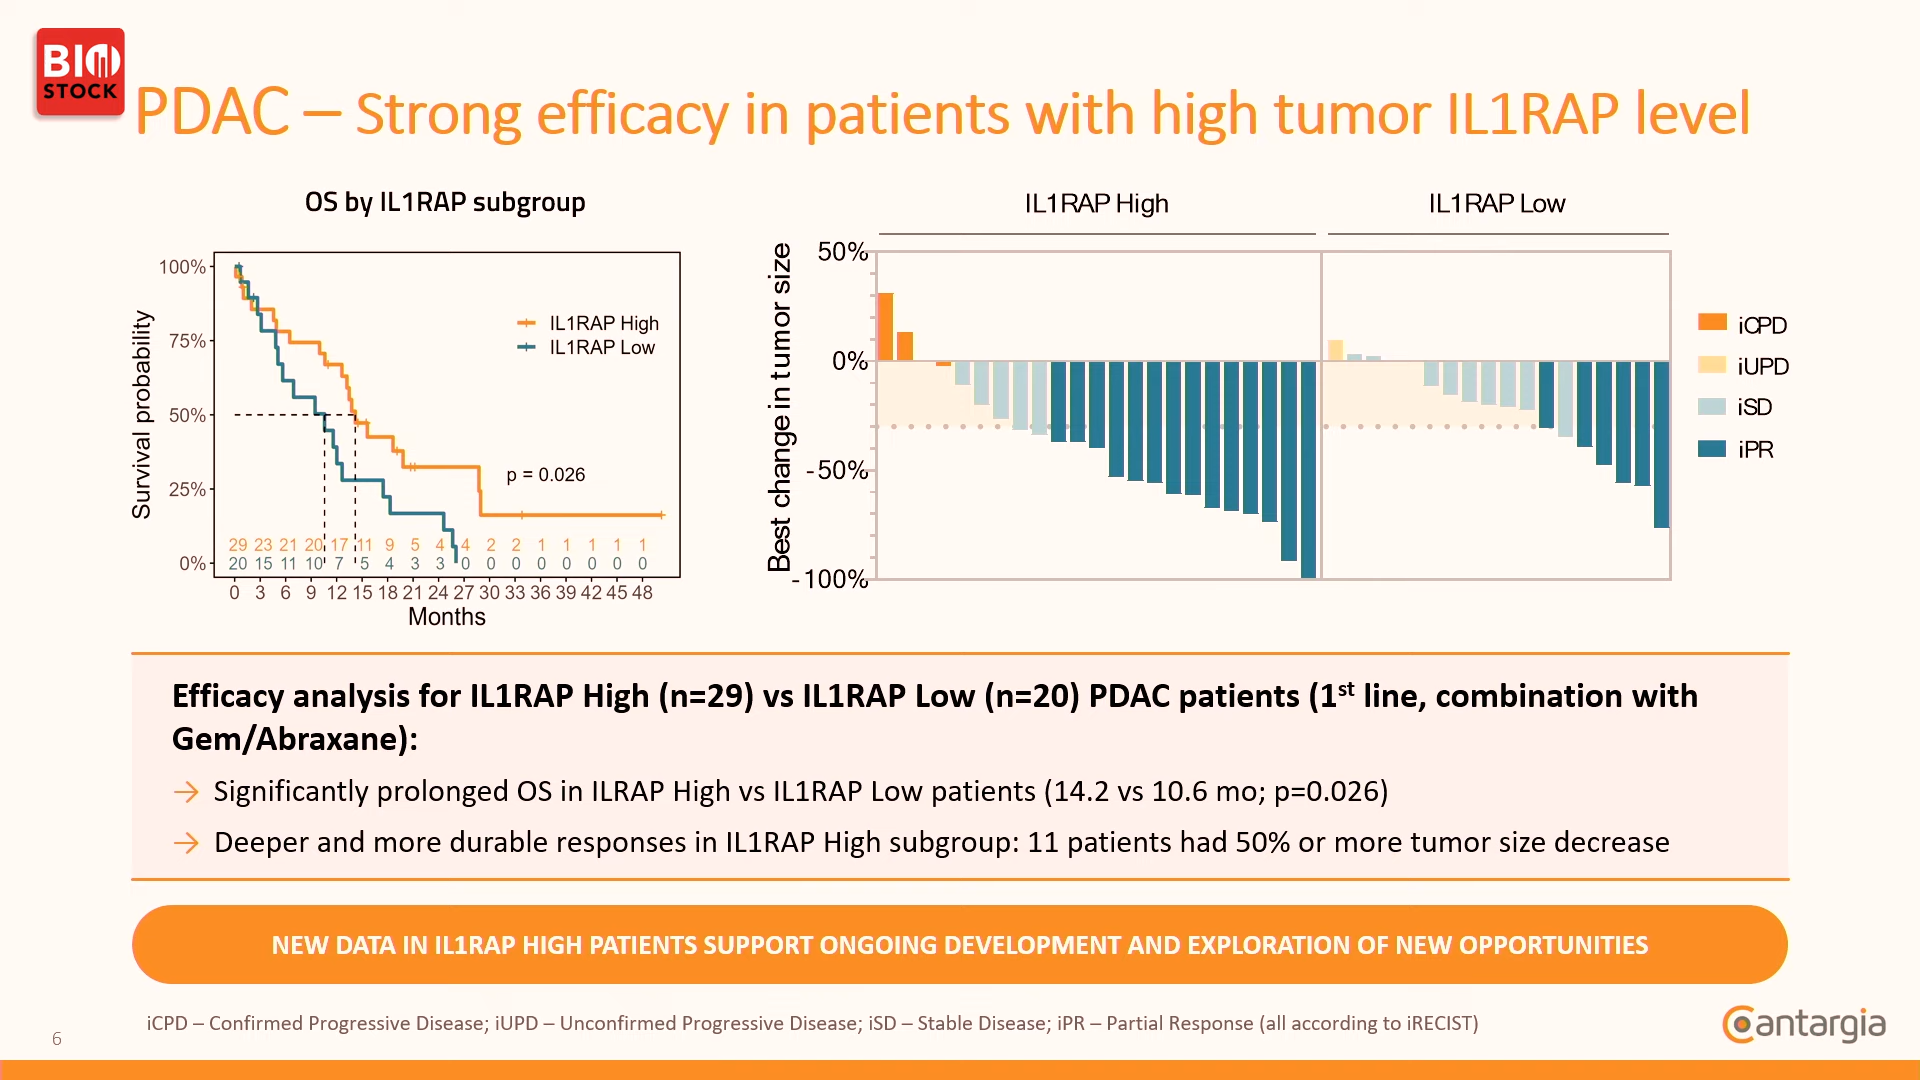 BIO
STOCK
PDAC – Strong efficacy in patients with high tumor IL1RAP level
OS by IL1RAP subgroup
Survival probability
100%
75%
50%
25%
0%
IL1RAP High
IL1RAP Low
p = 0.026
29 23 21 20 17 11 9 5 4 4 2 2 1 1 1 1 1
20 15 11 10 7 5 4 3 3 0 0 0 0 0 0 0 0
0 3 6 9 12 15 18 21 24 27 30 33 36 39 42 45 48
Months
IL1RAP High
IL1RAP Low
Best change in tumor size
50%
0%
-50%
-100%
iCPD
iUPD
iSD
iPR
Efficacy analysis for IL1RAP High (n=29) vs IL1RAP Low (n=20) PDAC patients (1st line, combination with
Gem/Abraxane):
→ Significantly prolonged OS in ILRAP High vs IL1RAP Low patients (14.2 vs 10.6 mo; p=0.026)
→ Deeper and more durable responses in IL1RAP High subgroup: 11 patients had 50% or more tumor size decrease
NEW DATA IN IL1RAP HIGH PATIENTS SUPPORT ONGOING DEVELOPMENT AND EXPLORATION OF NEW OPPORTUNITIES
iCPD – Confirmed Progressive Disease; iUPD – Unconfirmed Progressive Disease; iSD – Stable Disease; iPR – Partial Response (all according to iRECIST)
6
Cantargia